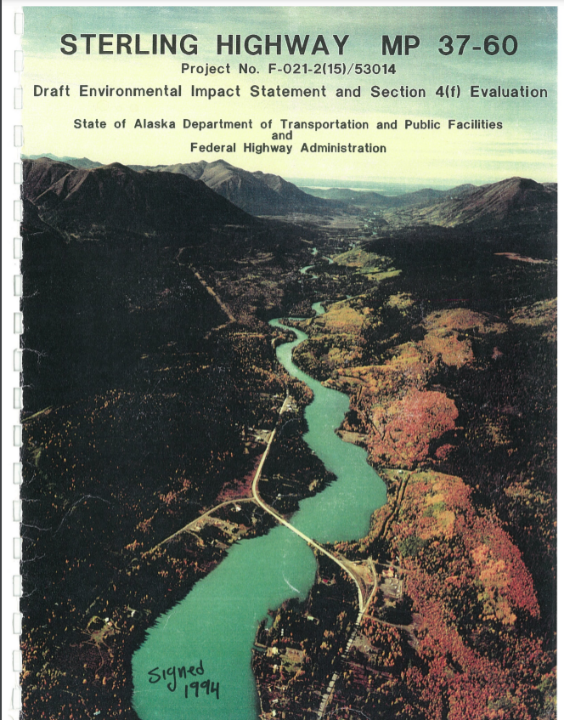 STERLING HIGHWAY MP 37-60
Project No. F-021-2(15)/53014
Draft Environmental Impact Statement and Section 4(f) Evaluation
State of Alaska Department of Transportation and Public Facilities
and
Federal Highway Administration
Signed
1994